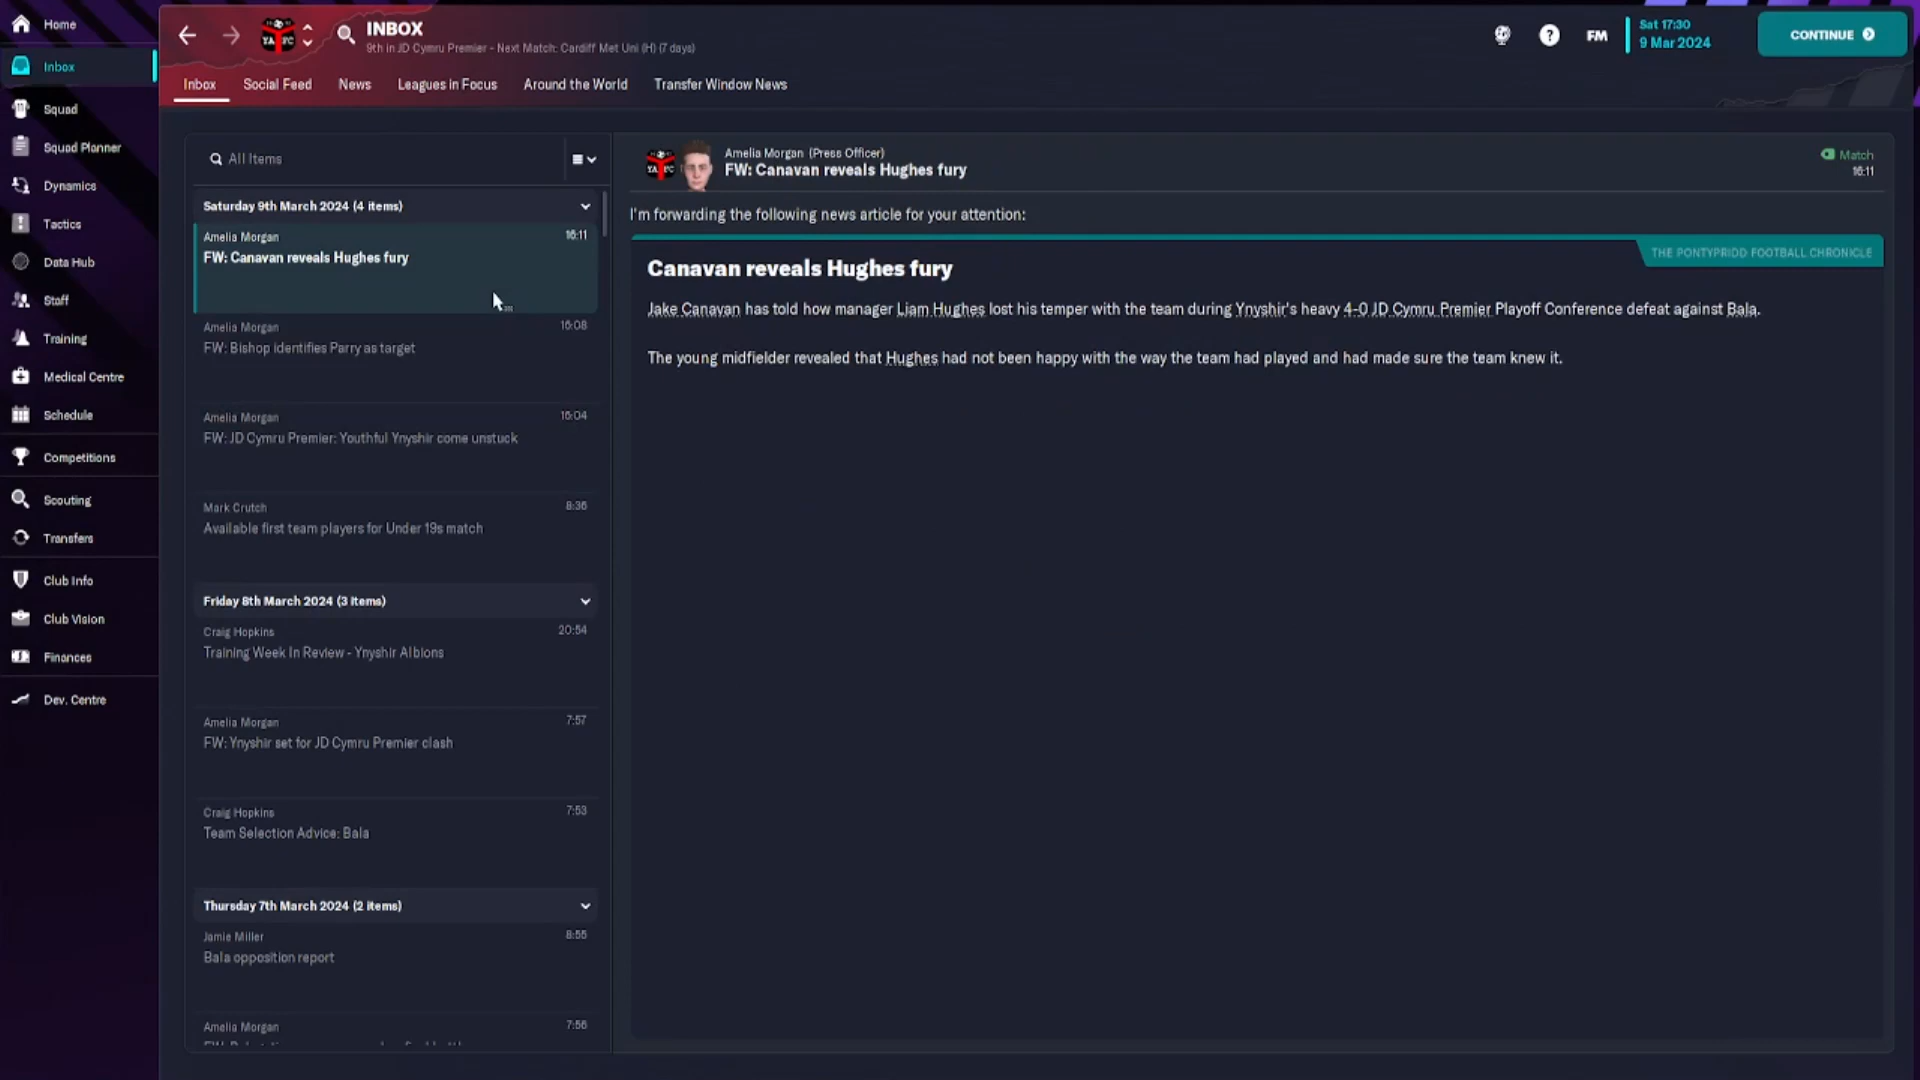 Home
Inbox
Squad
Squad Planner
Dynamics
Tactics
Data Hub
Staff
Training
Medical Centre
Schedule
Competitions
Scouting
Transfers
Club Info
Club Vision
Finances
Dev. Centre
INBOX
9th in JD Cymru Premier - Next Match: Cardiff Met Uni (H) (7 days)
FM
Sat 17:30
9 Mar 2024
CONTINUE
Inbox
Social Feed
News
Leagues in Focus
Around the World
Transfer Window News
All Items
Saturday 9th March 2024 (4 items)
Amelia Morgan 16:11
FW: Canavan reveals Hughes fury
Amelia Morgan 16:08
FW: Bishop identifies Parry as target
Amelia Morgan 16:04
FW: JD Cymru Premier: Youthful Ynyshir come unstuck
Mark Crutch 8:36
Available first team players for Under 19s match
Friday 8th March 2024 (3 items)
Craig Hopkins 20:54
Training Week In Review - Ynyshir Albions
Amelia Morgan 7:57
FW: Ynyshir set for JD Cymru Premier clash
Craig Hopkins 7:53
Team Selection Advice: Bala
Thursday 7th March 2024 (2 items)
Jamie Miller 8:55
Bala opposition report
Amelia Morgan 7:56
Amelia Morgan (Press Officer)
FW: Canavan reveals Hughes fury
Match
16:11
I'm forwarding the following news article for your attention:
THE PONTYPRIDD FOOTBALL CHRONICLE
Canavan reveals Hughes fury
Jake Canavan has told how manager Liam Hughes lost his temper with the team during Ynyshir's heavy 4-0 JD Cymru Premier Playoff Conference defeat against Bala.
The young midfielder revealed that Hughes had not been happy with the way the team had played and had made sure the team knew it.